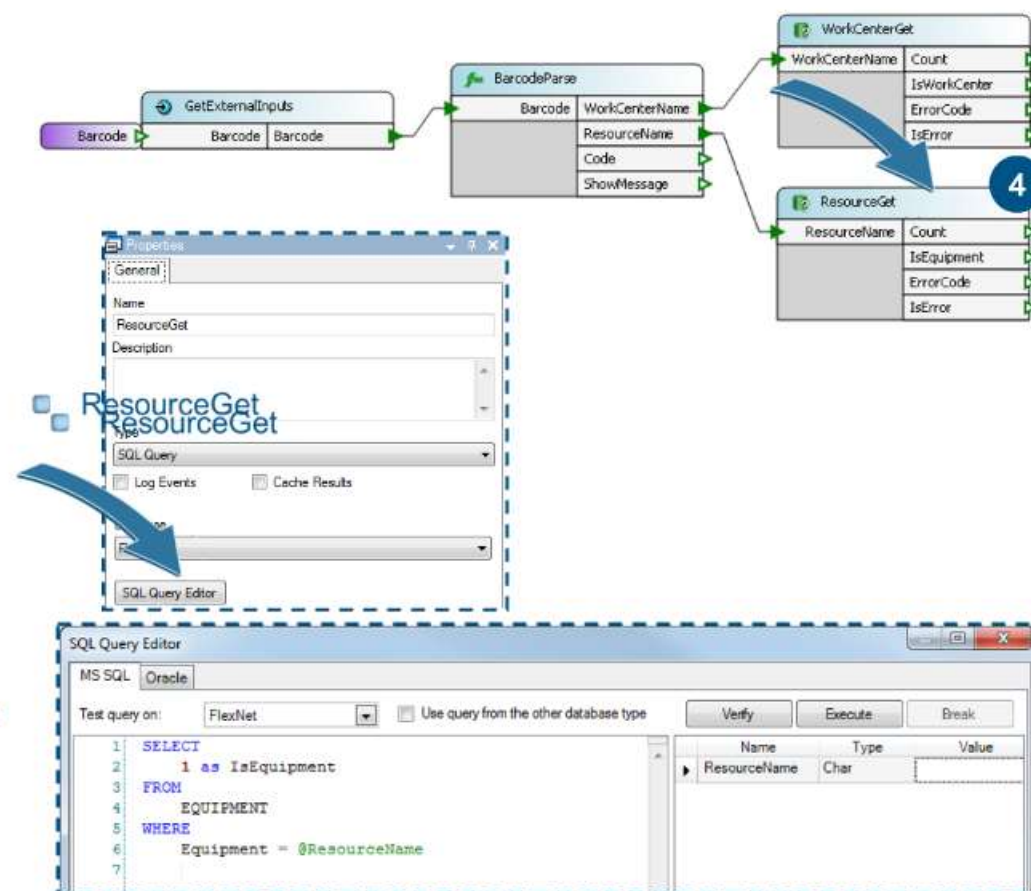 WorkCenterGet
WorkCenterName Count
IsWorkCenter
ErrorCode
IsError
BarcodeParse
Barcode WorkCenterName
ResourceName
Code
ShowMessage
GetExternalInputs
Barcode Barcode Barcode
4
ResourceGet
ResourceName Count
IsEquipment
ErrorCode
IsError
Properties
General
Name
ResourceGet
Description
ResourceGet
ResourceGet
Type
SQL Query
Log Events Cache Results
SQL Query Editor
SQL Query Editor
MS SQL Oracle
Test query on: FlexNet Use query from the other database type Verify Execute Break
Name Type Value
ResourceName Char
1 SELECT
2 1 as IsEquipment
3 FROM
4 EQUIPMENT
5 WHERE
6 Equipment = @ResourceName
7